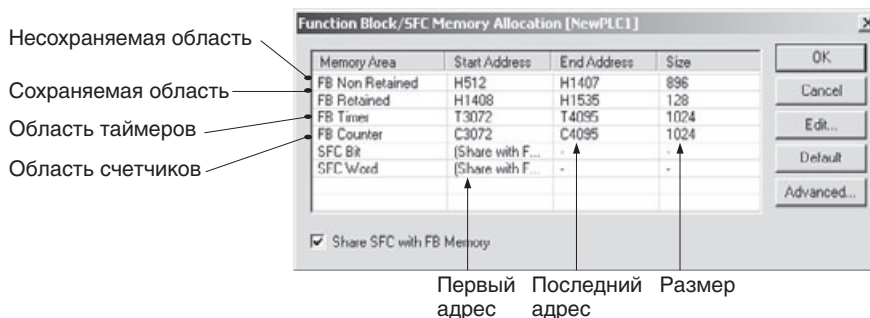 Function Block/SFC Memory Allocation [NewPLC1]
Несохраняемая область
Сохраняемая область
Область таймеров
Область счетчиков
Memory Area Start Address End Address Size
FB Non Retained H512 H1407 896
FB Retained H1408 H1535 128
FB Timer T3072 T4095 1024
FB Counter C3072 C4095 1024
SFC Bit (Share with F... - -
SFC Word (Share with F... - -
OK
Cancel
Edit...
Default
Advanced...
Share SFC with FB Memory
Первый адрес
Последний адрес
Размер